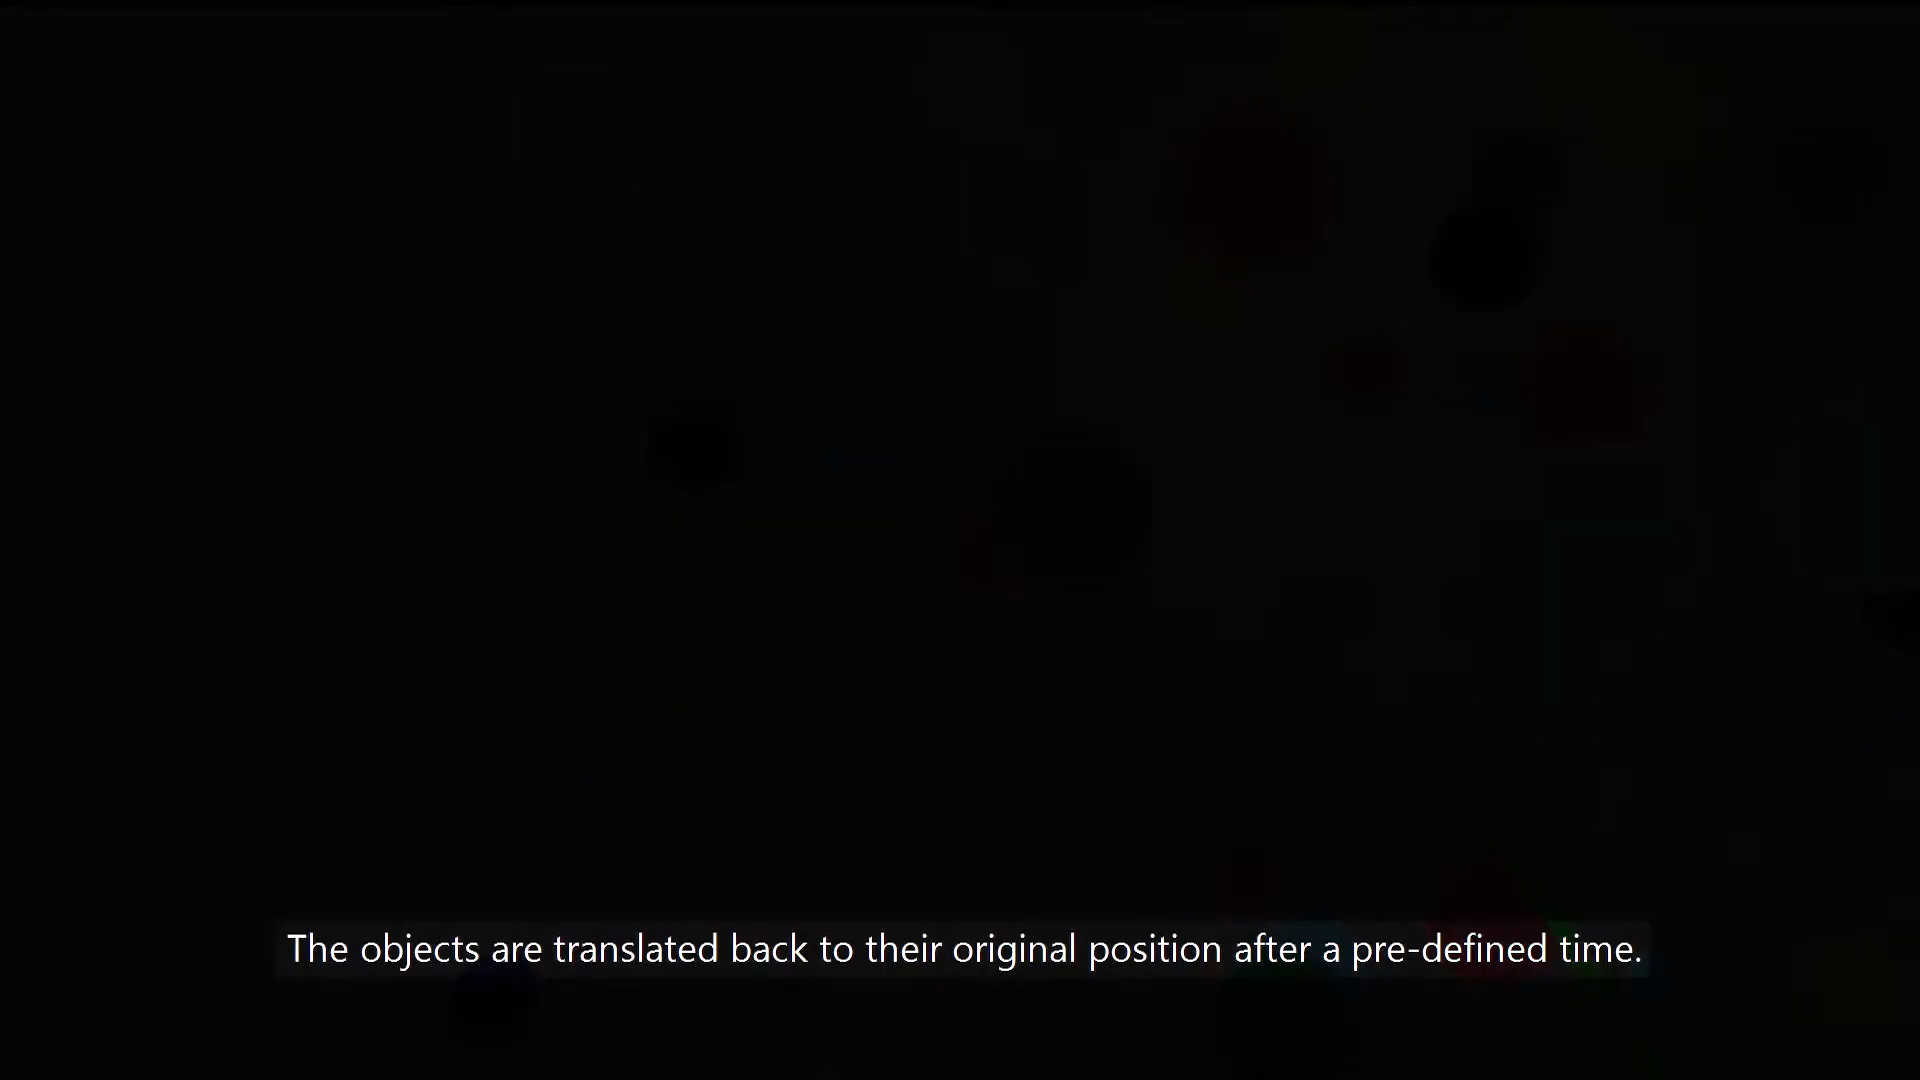 The objects are translated back to their original position after a pre-defined time.